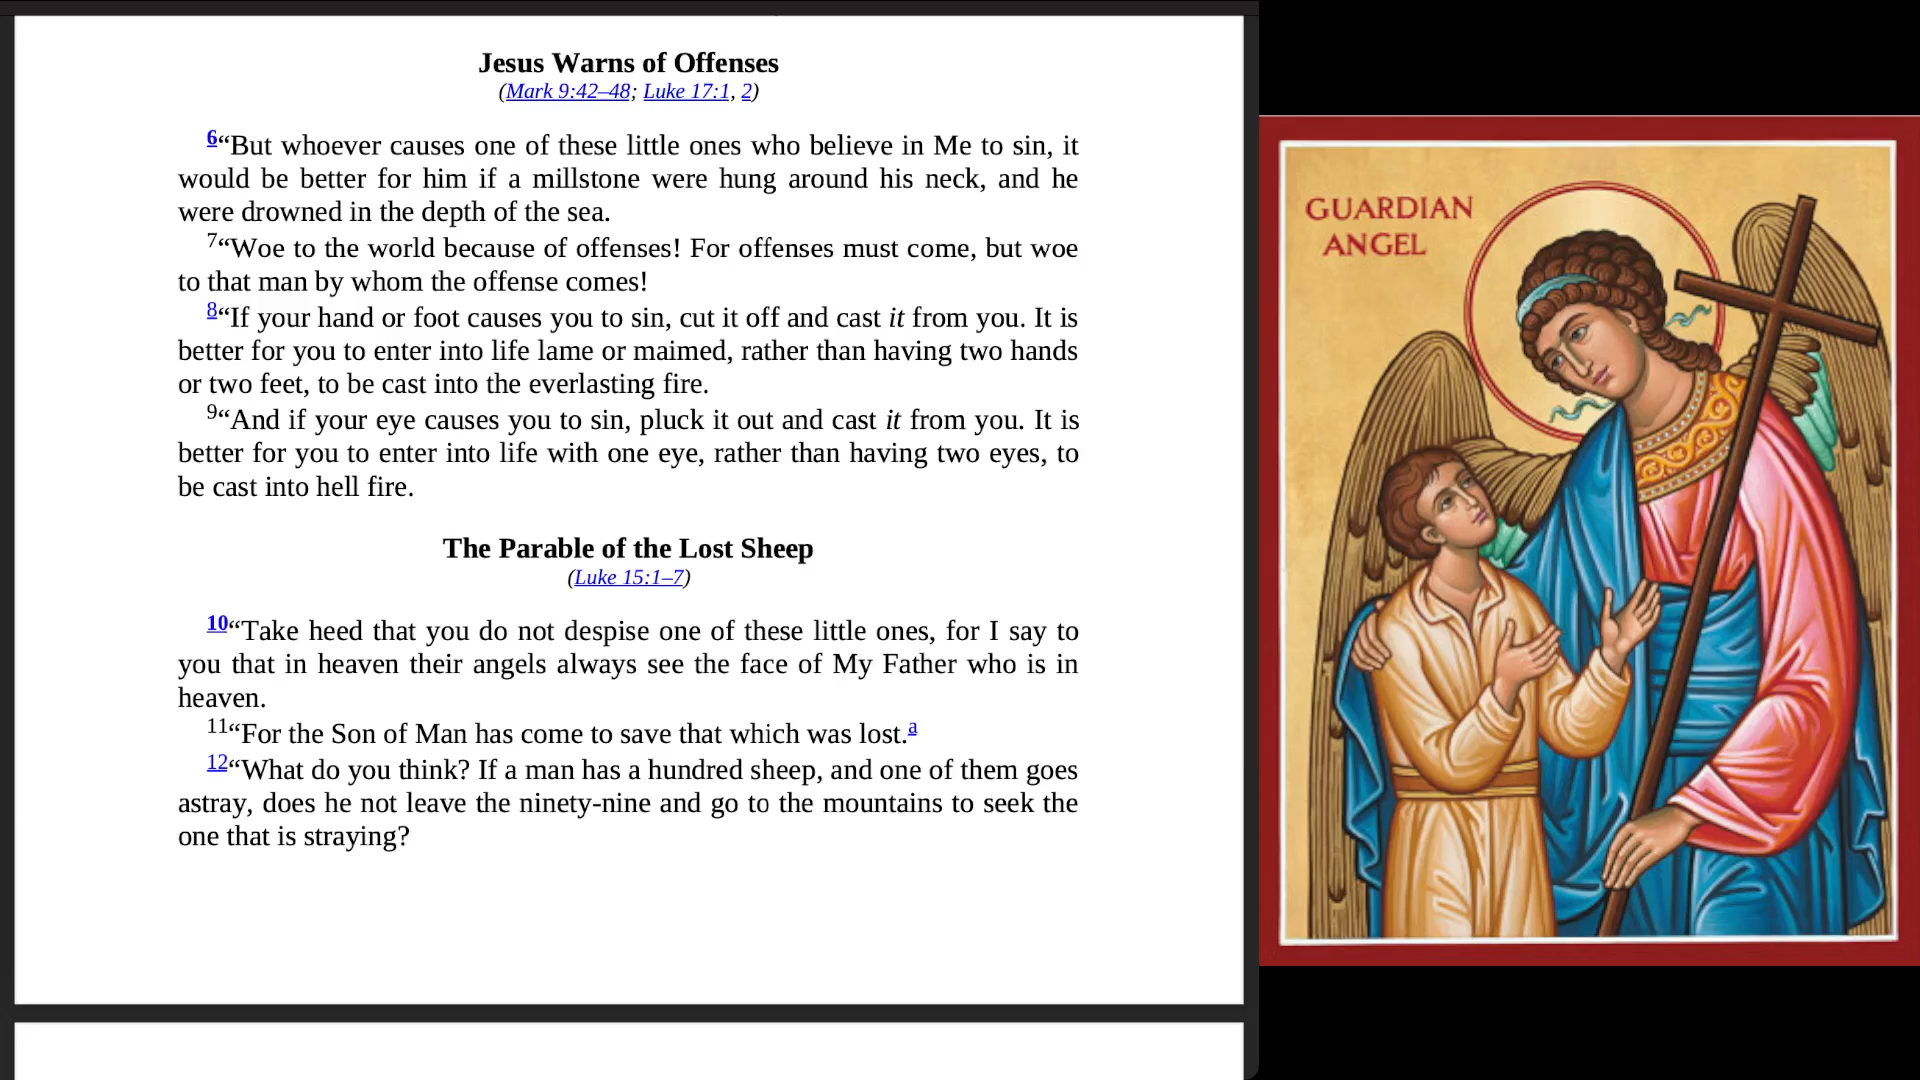 Jesus Warns of Offenses
(Mark 9:42–48; Luke 17:1, 2)
6“But whoever causes one of these little ones who believe in Me to sin, it
would be better for him if a millstone were hung around his neck, and he
were drowned in the depth of the sea.
7“Woe to the world because of offenses! For offenses must come, but woe
to that man by whom the offense comes!
8“If your hand or foot causes you to sin, cut it off and cast it from you. It is
better for you to enter into life lame or maimed, rather than having two hands
or two feet, to be cast into the everlasting fire.
9“And if your eye causes you to sin, pluck it out and cast it from you. It is
better for you to enter into life with one eye, rather than having two eyes, to
be cast into hell fire.
The Parable of the Lost Sheep
(Luke 15:1–7)
10“Take heed that you do not despise one of these little ones, for I say to
you that in heaven their angels always see the face of My Father who is in
heaven.
11“For the Son of Man has come to save that which was lost.a
12“What do you think? If a man has a hundred sheep, and one of them goes
astray, does he not leave the ninety-nine and go to the mountains to seek the
one that is straying?
GUARDIAN
ANGEL